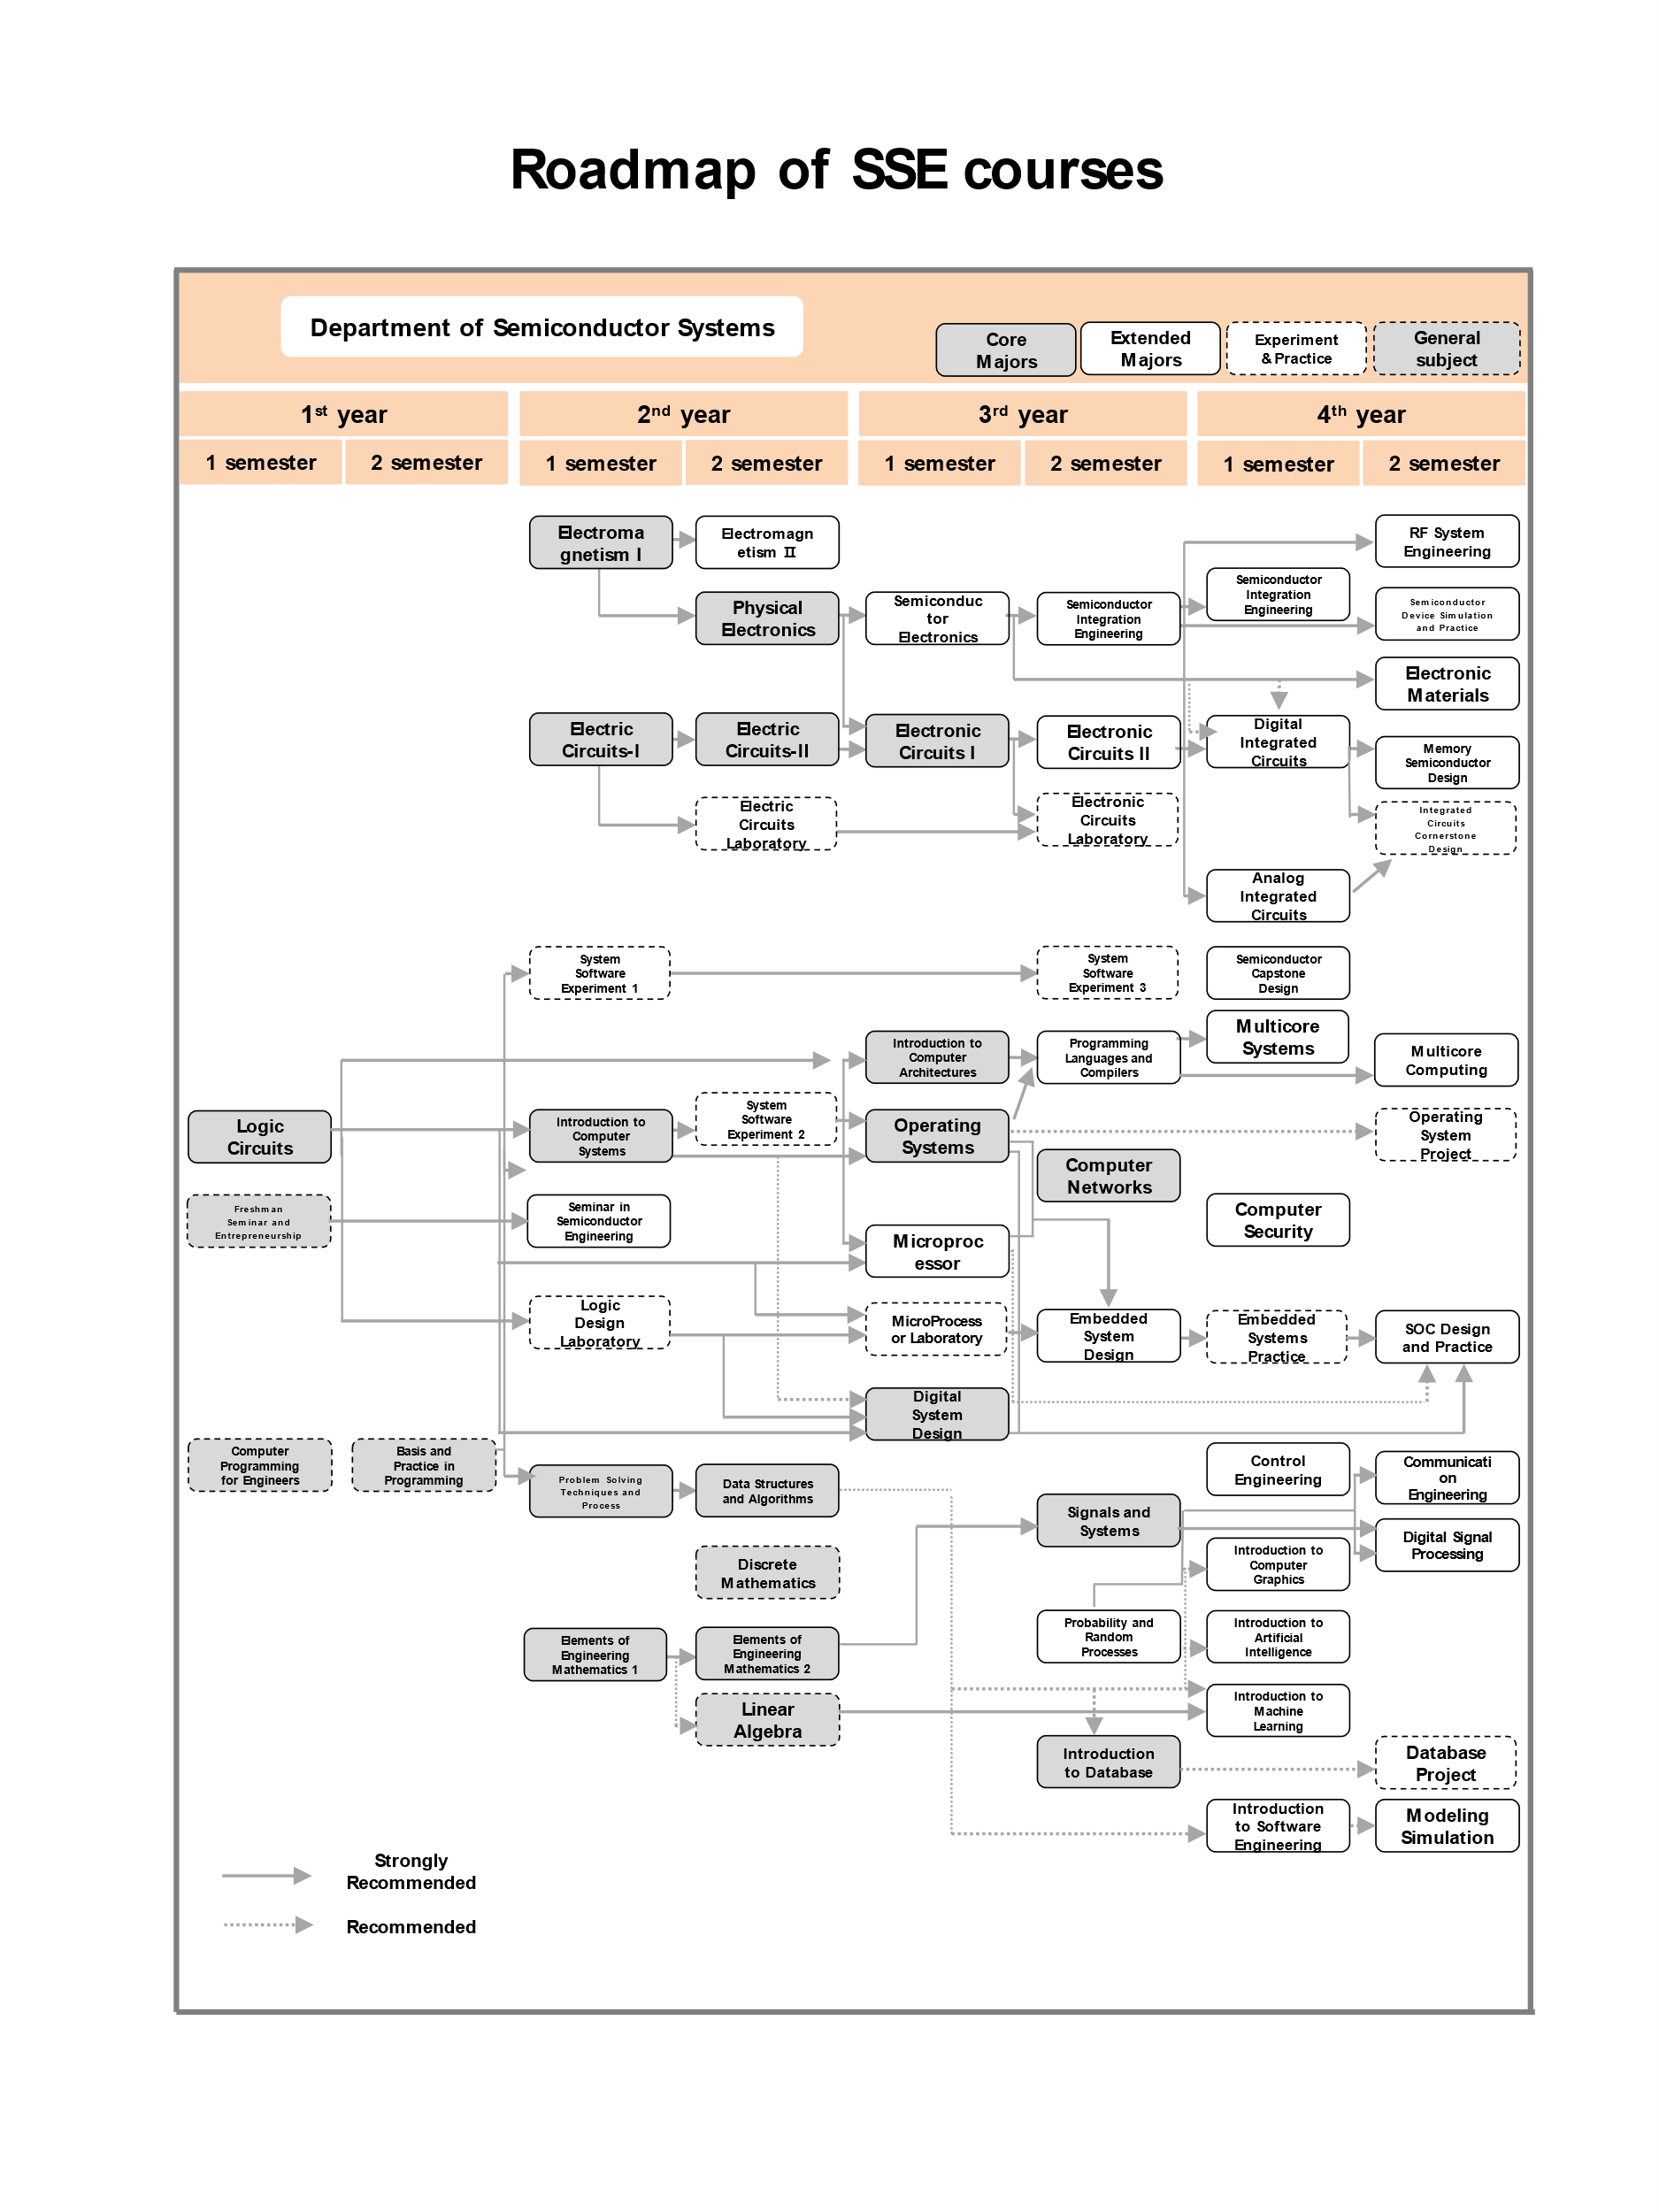 Roadmap of SSE courses
Department of Semiconductor Systems
Core
Majors
Extended
Majors
Experiment
& Practice
General
subject
1st year
2nd year
3rd year
4th year
1 semester
2 semester
1 semester
2 semester
1 semester
2 semester
1 semester
2 semester
Electroma
gnetism I
Electromagn
etism II
RF System
Engineering
Physical
Electronics
Semiconduc
tor
Electronics
Semiconductor
Integration
Engineering
Semiconductor
Integration
Engineering
Semiconductor
Device Simulation
and Practice
Electronic
Materials
Electric
Circuits-I
Electric
Circuits-II
Electronic
Circuits I
Electronic
Circuits II
Digital
Integrated
Circuits
Memory
Semiconductor
Design
Electric
Circuits
Laboratory
Electronic
Circuits
Laboratory
Integrated
Circuits
Cornerstone
Design
Analog
Integrated
Circuits
System
Software
Experiment 1
System
Software
Experiment 3
Semiconductor
Capstone
Design
Introduction to
Computer
Architectures
Programming
Languages and
Compilers
Multicore
Systems
Multicore
Computing
Logic
Circuits
Introduction to
Computer
Systems
System
Software
Experiment 2
Operating
Systems
Operating
System
Project
Computer
Networks
Freshman
Seminar and
Entrepreneurship
Seminar in
Semiconductor
Engineering
Computer
Security
Microproc
essor
Logic
Design
Laboratory
MicroProcess
or Laboratory
Embedded
System
Design
Embedded
Systems
Practice
SOC Design
and Practice
Digital
System
Design
Computer
Programming
for Engineers
Basis and
Practice in
Programming
Problem Solving
Techniques and
Process
Data Structures
and Algorithms
Control
Engineering
Communicati
on
Engineering
Signals and
Systems
Digital Signal
Processing
Discrete
Mathematics
Introduction to
Computer
Graphics
Elements of
Engineering
Mathematics 1
Elements of
Engineering
Mathematics 2
Probability and
Random
Processes
Introduction to
Artificial
Intelligence
Linear
Algebra
Introduction to
Machine
Learning
Introduction
to Database
Database
Project
Introduction
to Software
Engineering
Modeling
Simulation
Strongly
Recommended
Recommended